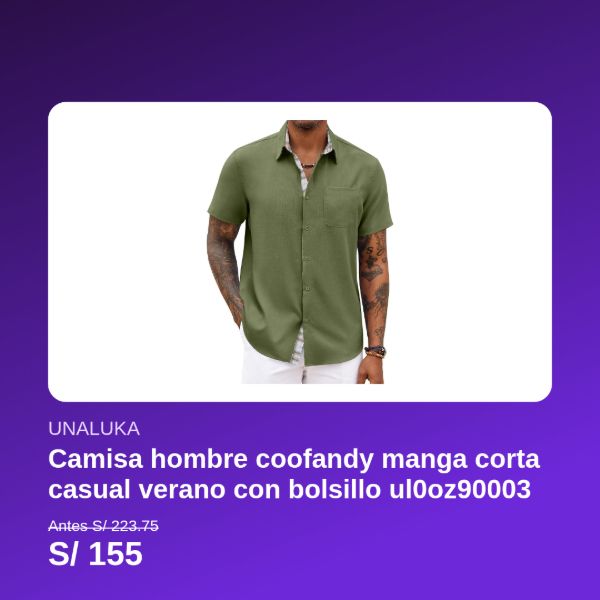 UNALUKA
Camisa hombre coofandy manga corta
casual verano con bolsillo ul0oz90003
Antes S/ 223.75
S/ 155